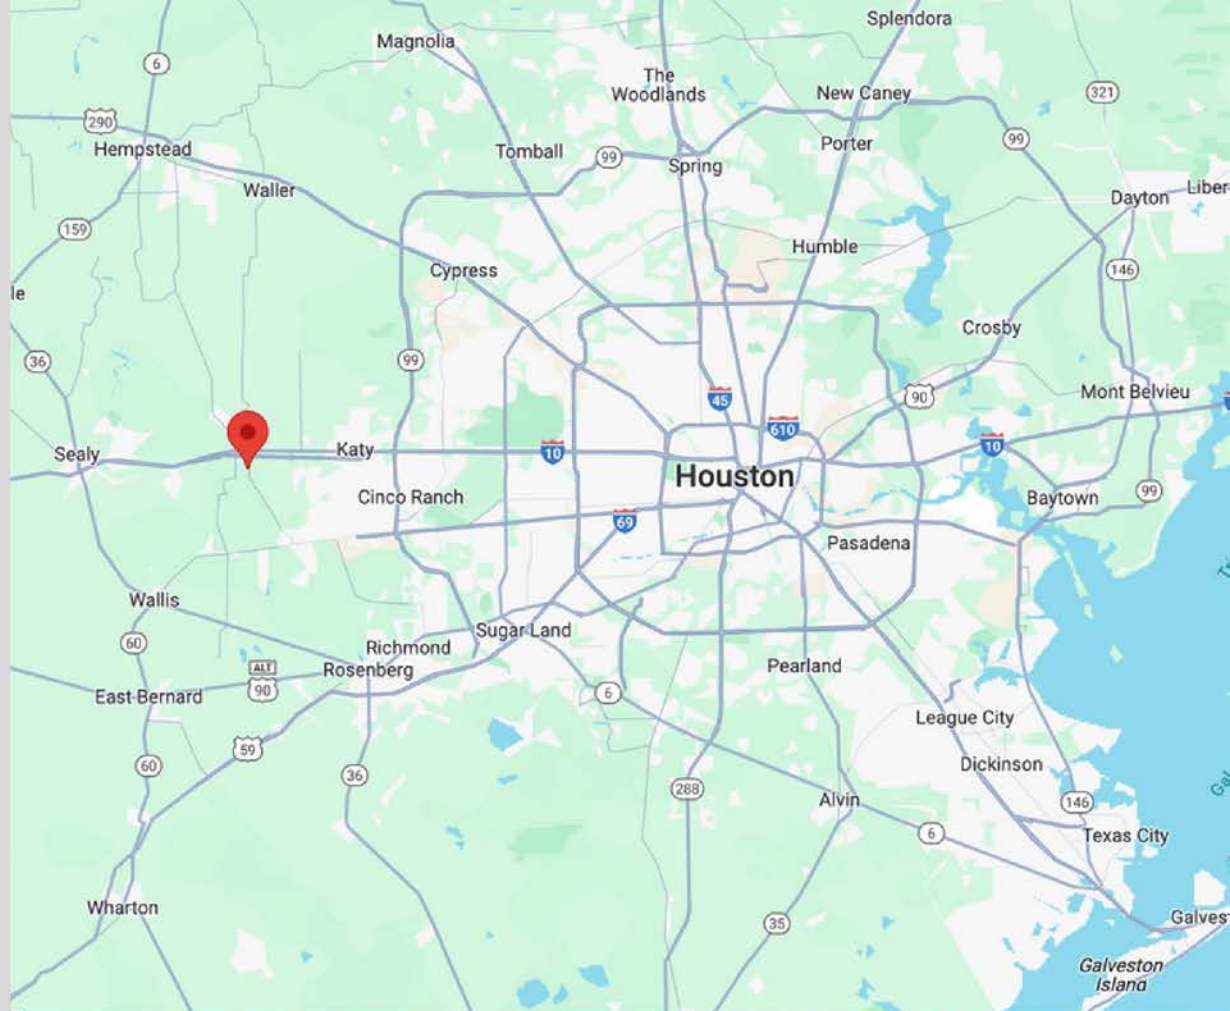 Splendora
Magnolia
6
The
Woodlands
New Caney
321
290
Hempstead
Tomball
99
Spring
Porter
99
Waller
Dayton
Liber
159
Humble
Cypress
146
le
Crosby
36
99
45
90
Mont Belvieu
610
Sealy
Katy
10
10
Houston
Cinco Ranch
Baytown
99
69
Pasadena
Wallis
Sugar Land
60
Richmond
Rosenberg
Pearland
ALT
90
East Bernard
6
League City
59
Dickinson
60
36
288
Alvin
146
6
Texas City
Wharton
35
Galves
Galveston
Island